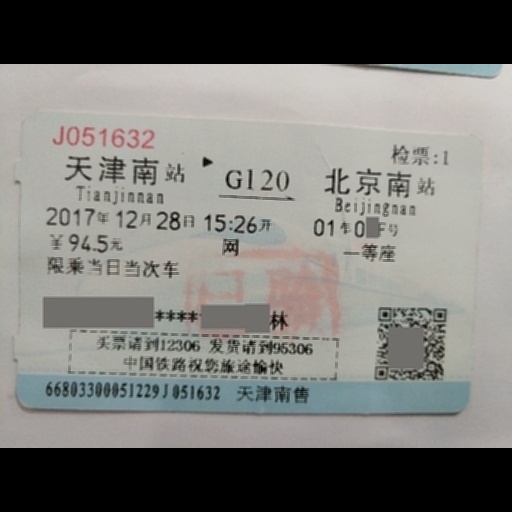 J051632 检票:1
天津南站 G120 北京南站
Tianjinnan Beijingnan
2017年12月28日 15:26开 01车0 F号
¥94.5元 网 一等座
限乘当日当次车
**** 林
买票请到12306 发货请到95306
中国铁路祝您旅途愉快
66803300051229J051632 天津南售